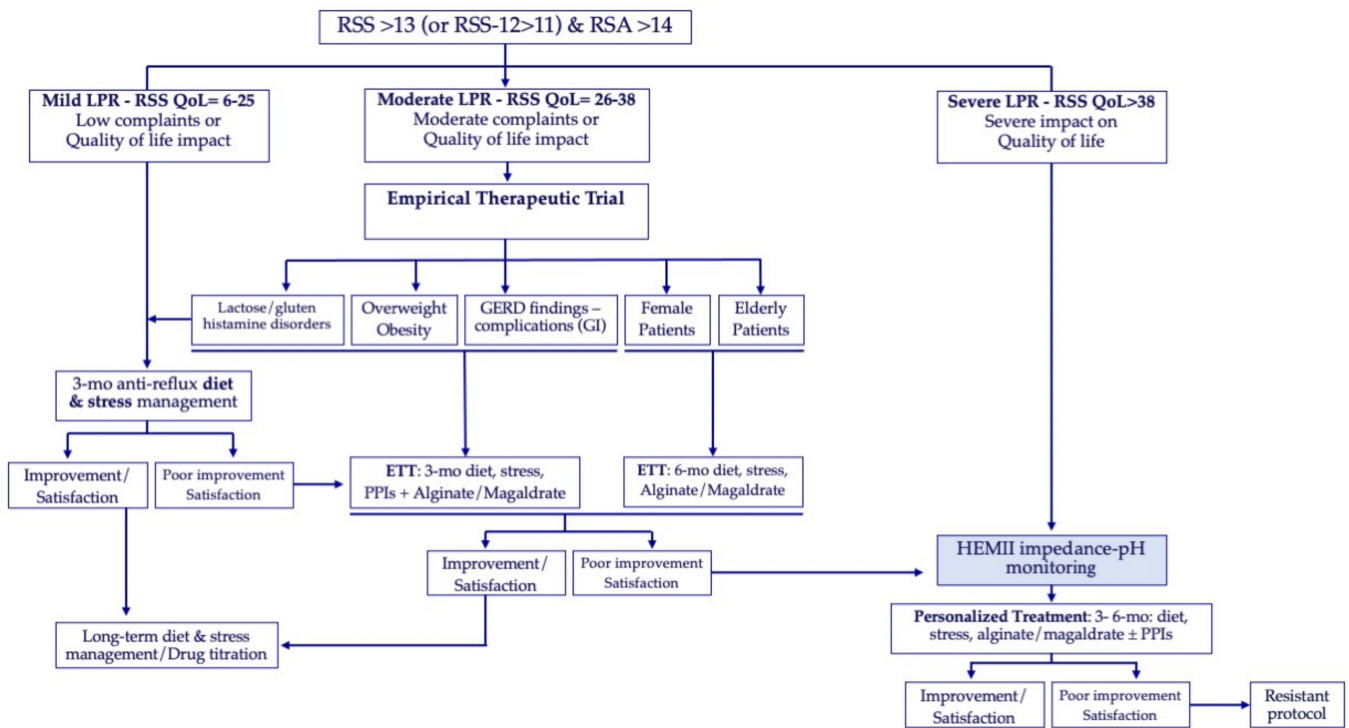 RSS >13 (or RSS-12>11) & RSA >14
Mild LPR - RSS QoL= 6-25
Low complaints or
Quality of life impact
Moderate LPR - RSS QoL= 26-38
Moderate complaints or
Quality of life impact
Severe LPR - RSS QoL>38
Severe impact on
Quality of life
Empirical Therapeutic Trial
Lactose/gluten
histamine disorders
Overweight
Obesity
GERD findings –
complications (GI)
Female
Patients
Elderly
Patients
3-mo anti-reflux diet
& stress management
Improvement/
Satisfaction
Poor improvement
Satisfaction
ETT: 3-mo diet, stress,
PPIs + Alginate/Magaldrate
ETT: 6-mo diet, stress,
Alginate/Magaldrate
Improvement/
Satisfaction
Poor improvement
Satisfaction
HEMII impedance-pH
monitoring
Long-term diet & stress
management/Drug titration
Personalized Treatment: 3- 6-mo: diet,
stress, alginate/magaldrate ± PPIs
Improvement/
Satisfaction
Poor improvement
Satisfaction
Resistant
protocol